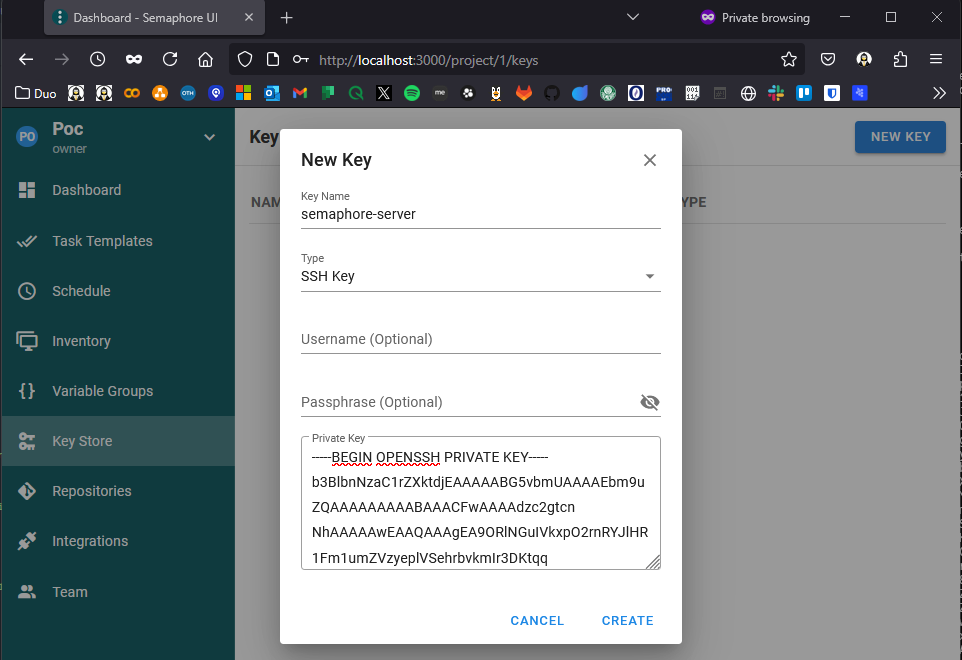 Dashboard - Semaphore UI
Private browsing
http://localhost:3000/project/1/keys
Duo
PO
Poc
owner
Dashboard
Task Templates
Schedule
Inventory
Variable Groups
Key Store
Repositories
Integrations
Team
Key
NEW KEY
NAM
YPE
New Key
Key Name
semaphore-server
Type
SSH Key
Username (Optional)
Passphrase (Optional)
Private Key
-----BEGIN OPENSSH PRIVATE KEY-----
b3BlbnNzaC1rZXktdjEAAAAABG5vbmUAAAAEbm9u
ZQAAAAAAAAABAAACFwAAAAdzc2gtcn
NhAAAAAwEAAQAAAgEA9ORlNGuIVkxpO2rnRYJlHR
1Fm1umZVzyeplVSehrbvkmIr3DKtqq
CANCEL
CREATE